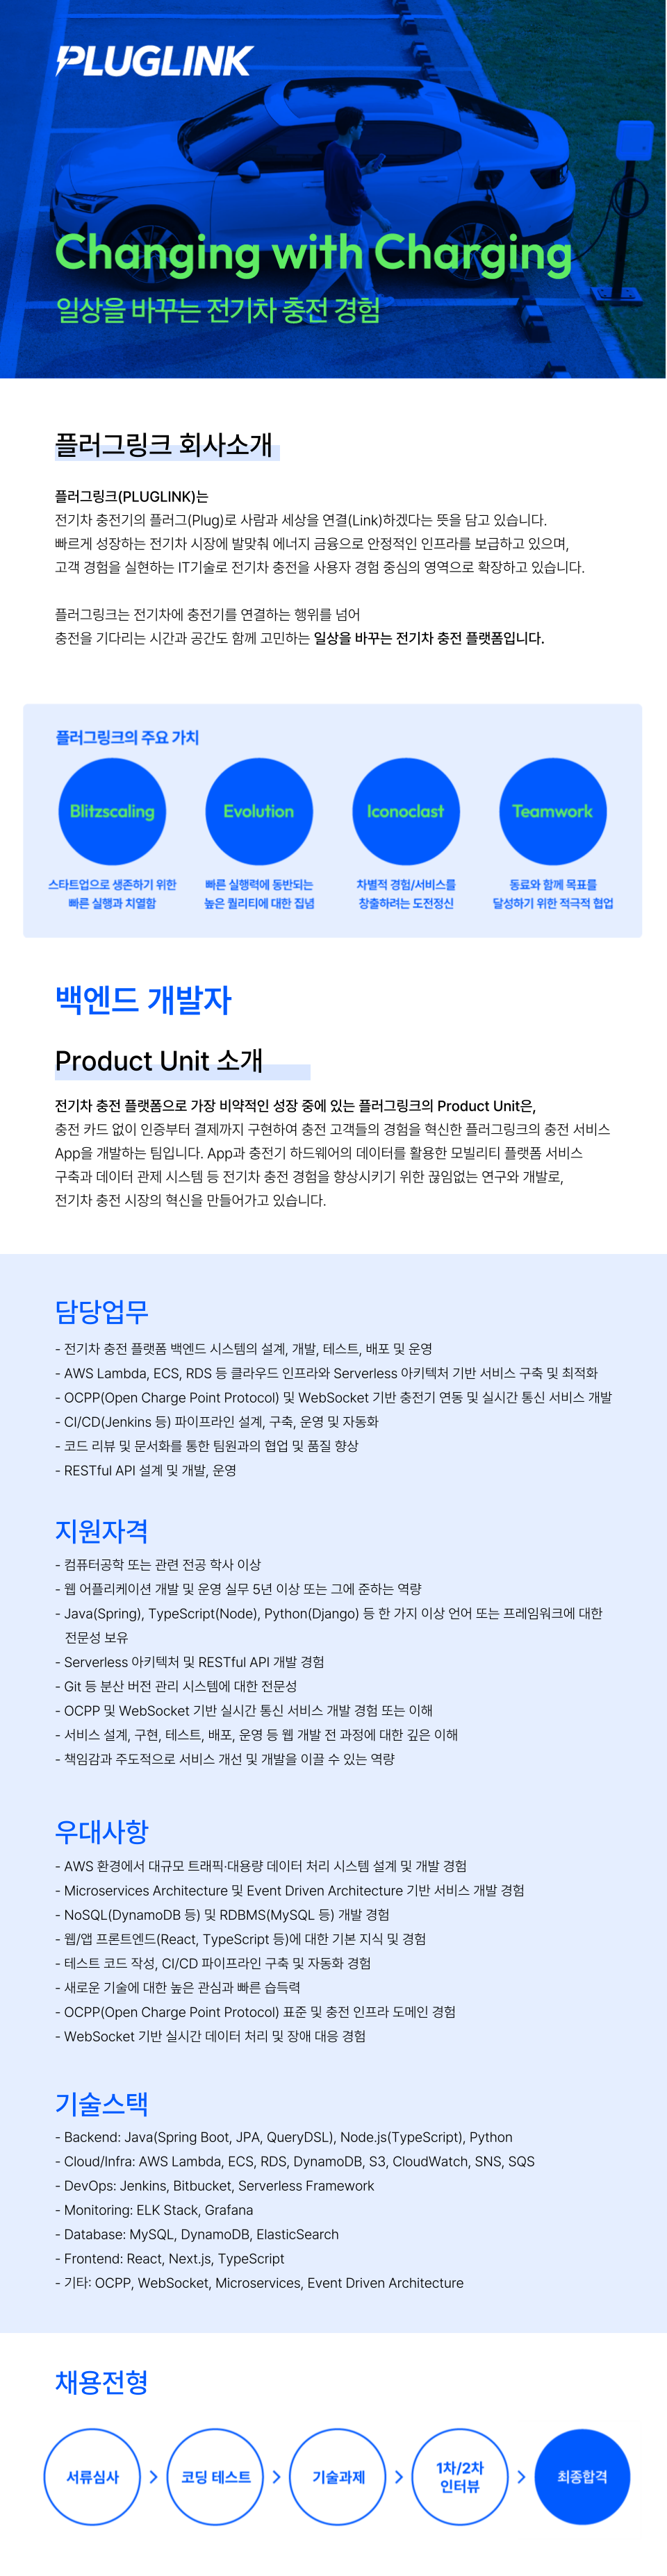 PLUGLINK
Changing with Charging
일상을 바꾸는 전기차 충전 경험
플러그링크 회사소개
플러그링크(PLUGLINK)는
전기차 충전기의 플러그(Plug)로 사람과 세상을 연결(Link)하겠다는 뜻을 담고 있습니다.
빠르게 성장하는 전기차 시장에 발맞춰 에너지 금융으로 안정적인 인프라를 보급하고 있으며,
고객 경험을 실현하는 IT기술로 전기차 충전을 사용자 경험 중심의 영역으로 확장하고 있습니다.
플러그링크는 전기차에 충전기를 연결하는 행위를 넘어
충전을 기다리는 시간과 공간도 함께 고민하는 일상을 바꾸는 전기차 충전 플랫폼입니다.
플러그링크의 주요 가치
Blitzscaling Evolution Iconoclast Teamwork
스타트업으로 생존하기 위한 빠른 실행력에 동반되는 차별적 경험/서비스를 동료와 함께 목표를
빠른 실행과 치열함 높은 퀄리티에 대한 집념 창출하려는 도전정신 달성하기 위한 적극적 협업
백엔드 개발자
Product Unit 소개
전기차 충전 플랫폼으로 가장 비약적인 성장 중에 있는 플러그링크의 Product Unit은,
충전 카드 없이 인증부터 결제까지 구현하여 충전 고객들의 경험을 혁신한 플러그링크의 충전 서비스
App을 개발하는 팀입니다. App과 충전기 하드웨어의 데이터를 활용한 모빌리티 플랫폼 서비스
구축과 데이터 관제 시스템 등 전기차 충전 경험을 향상시키기 위한 끊임없는 연구와 개발로,
전기차 충전 시장의 혁신을 만들어가고 있습니다.
담당업무
- 전기차 충전 플랫폼 백엔드 시스템의 설계, 개발, 테스트, 배포 및 운영
- AWS Lambda, ECS, RDS 등 클라우드 인프라와 Serverless 아키텍처 기반 서비스 구축 및 최적화
- OCPP(Open Charge Point Protocol) 및 WebSocket 기반 충전기 연동 및 실시간 통신 서비스 개발
- CI/CD(Jenkins 등) 파이프라인 설계, 구축, 운영 및 자동화
- 코드 리뷰 및 문서화를 통한 팀원과의 협업 및 품질 향상
- RESTful API 설계 및 개발, 운영
지원자격
- 컴퓨터공학 또는 관련 전공 학사 이상
- 웹 어플리케이션 개발 및 운영 실무 5년 이상 또는 그에 준하는 역량
- Java(Spring), TypeScript(Node), Python(Django) 등 한 가지 이상 언어 또는 프레임워크에 대한
전문성 보유
- Serverless 아키텍처 및 RESTful API 개발 경험
- Git 등 분산 버전 관리 시스템에 대한 전문성
- OCPP 및 WebSocket 기반 실시간 통신 서비스 개발 경험 또는 이해
- 서비스 설계, 구현, 테스트, 배포, 운영 등 웹 개발 전 과정에 대한 깊은 이해
- 책임감과 주도적으로 서비스 개선 및 개발을 이끌 수 있는 역량
우대사항
- AWS 환경에서 대규모 트래픽·대용량 데이터 처리 시스템 설계 및 개발 경험
- Microservices Architecture 및 Event Driven Architecture 기반 서비스 개발 경험
- NoSQL(DynamoDB 등) 및 RDBMS(MySQL 등) 개발 경험
- 웹/앱 프론트엔드(React, TypeScript 등)에 대한 기본 지식 및 경험
- 테스트 코드 작성, CI/CD 파이프라인 구축 및 자동화 경험
- 새로운 기술에 대한 높은 관심과 빠른 습득력
- OCPP(Open Charge Point Protocol) 표준 및 충전 인프라 도메인 경험
- WebSocket 기반 실시간 데이터 처리 및 장애 대응 경험
기술스택
- Backend: Java(Spring Boot, JPA, QueryDSL), Node.js(TypeScript), Python
- Cloud/Infra: AWS Lambda, ECS, RDS, DynamoDB, S3, CloudWatch, SNS, SQS
- DevOps: Jenkins, Bitbucket, Serverless Framework
- Monitoring: ELK Stack, Grafana
- Database: MySQL, DynamoDB, ElasticSearch
- Frontend: React, Next.js, TypeScript
- 기타: OCPP, WebSocket, Microservices, Event Driven Architecture
채용전형
서류심사 > 코딩 테스트 > 기술과제 > 1차/2차 인터뷰 > 최종합격